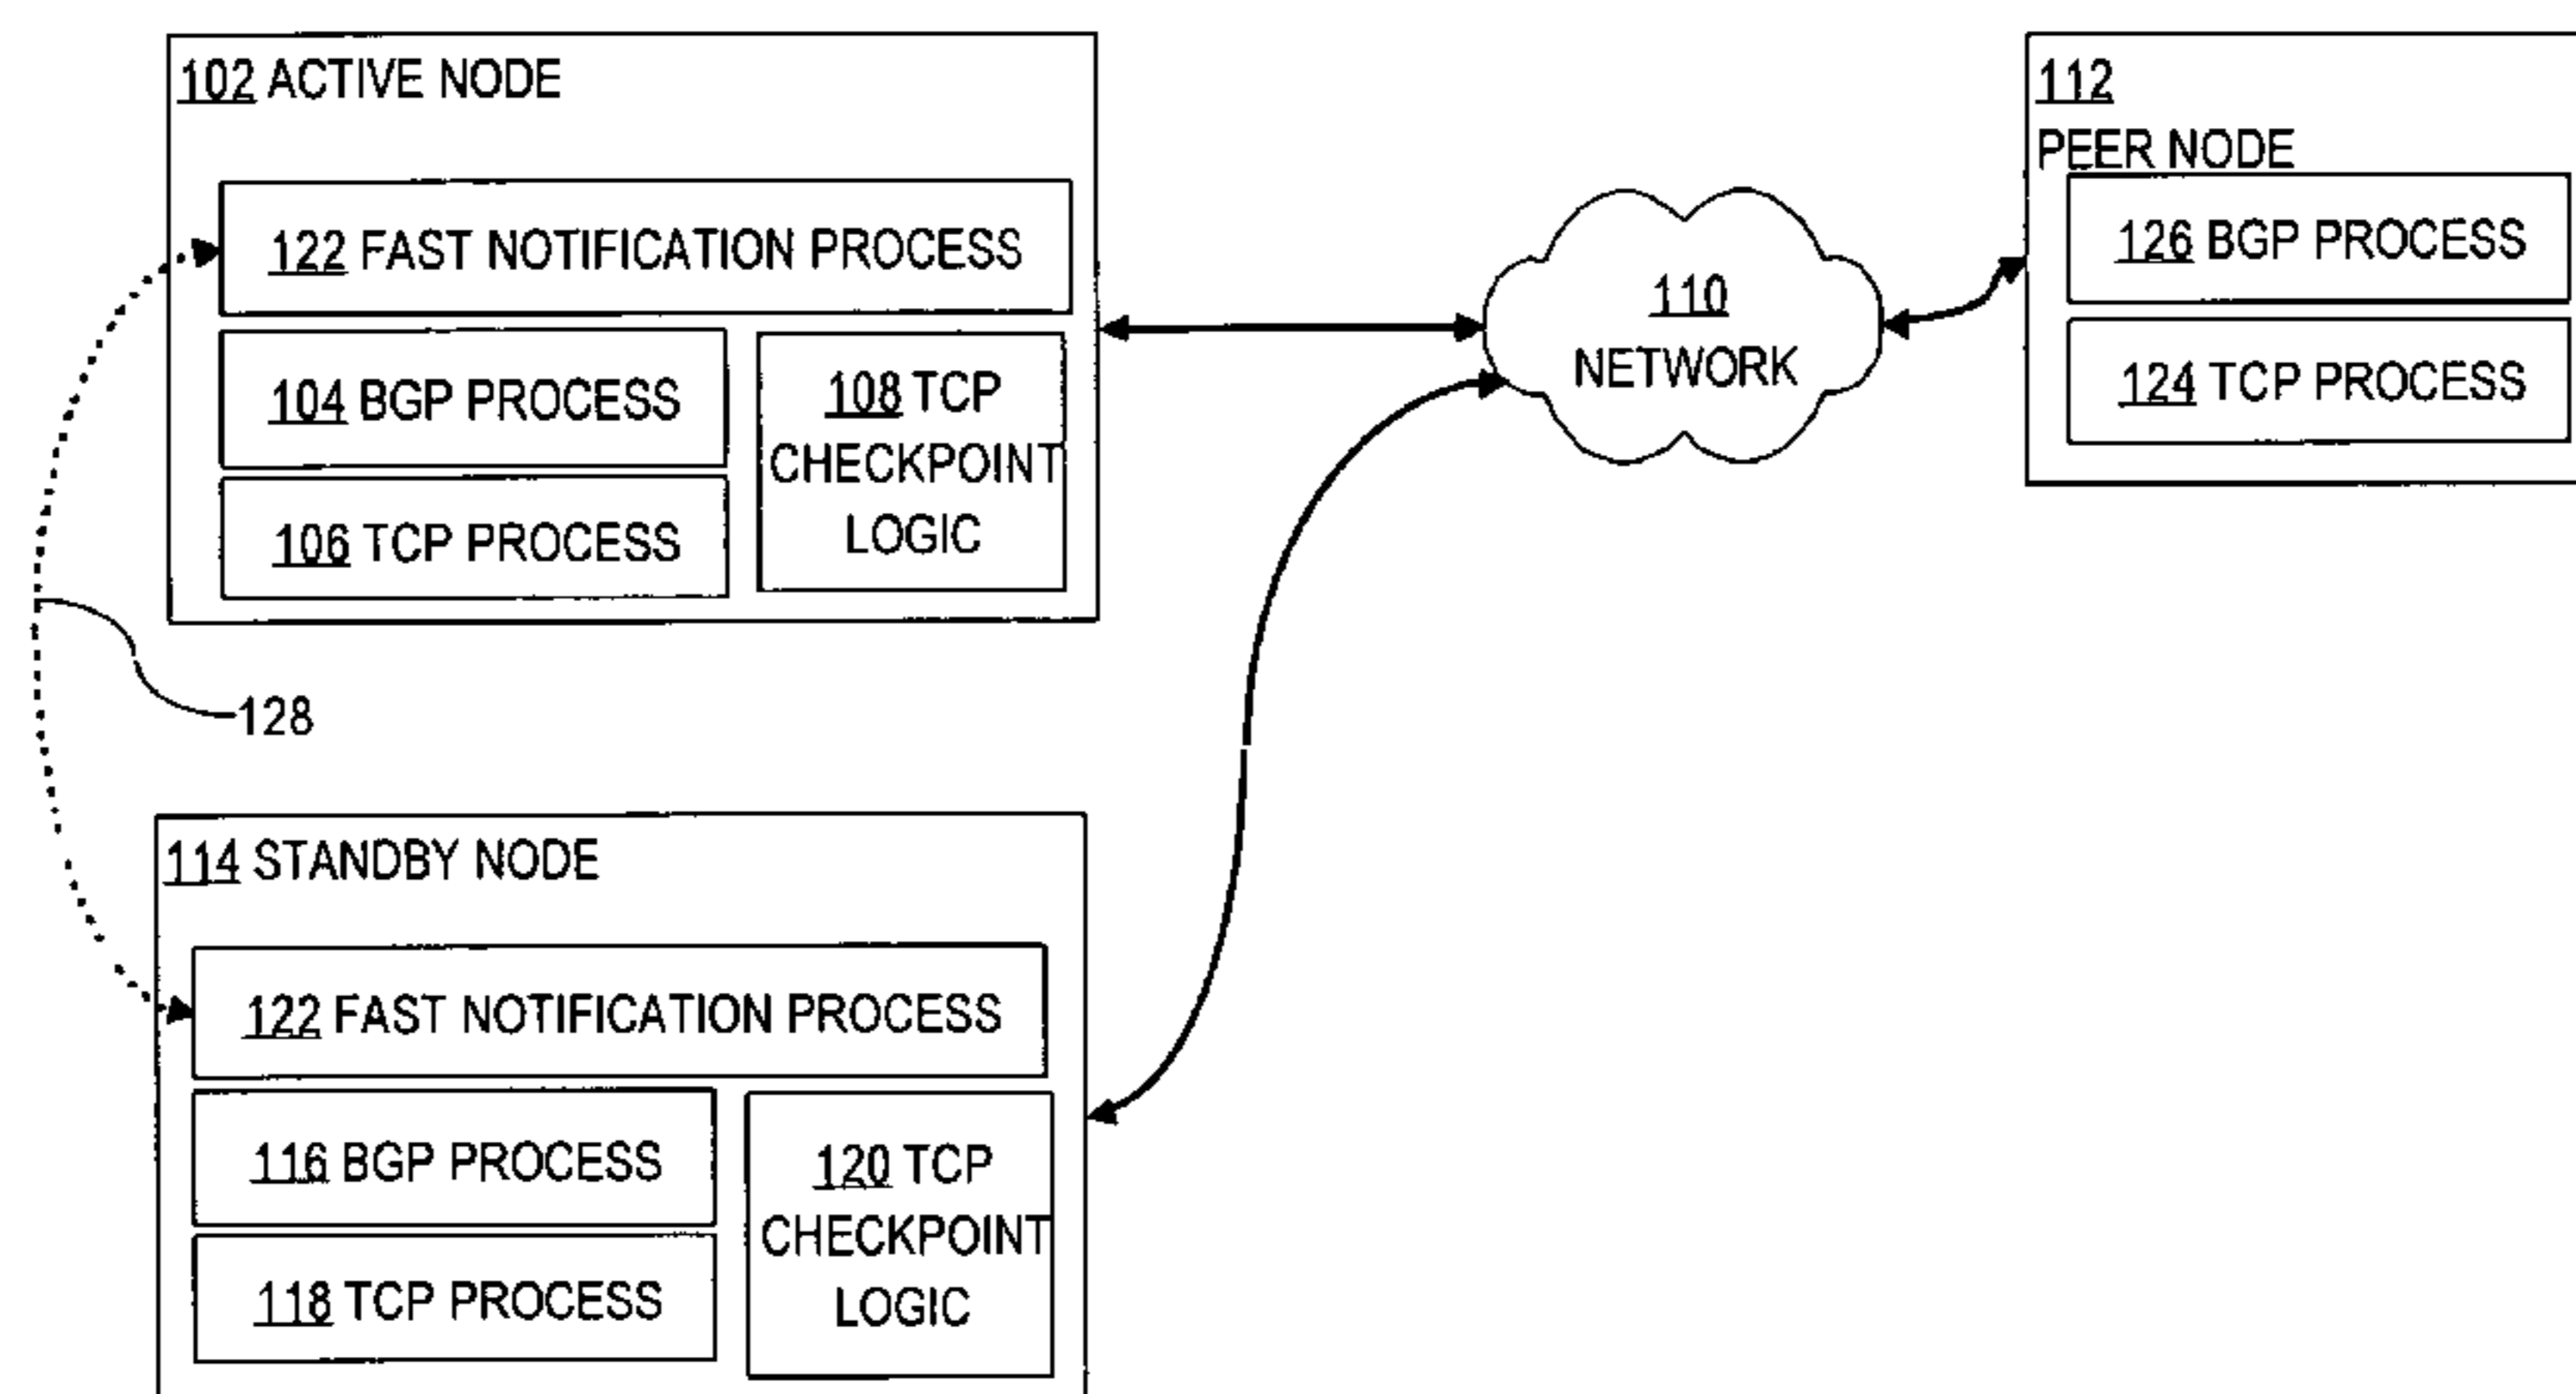 102 ACTIVE NODE
122 FAST NOTIFICATION PROCESS
104 BGP PROCESS
106 TCP PROCESS
108 TCP
CHECKPOINT
LOGIC
110
NETWORK
112
PEER NODE
126 BGP PROCESS
124 TCP PROCESS
128
114 STANDBY NODE
122 FAST NOTIFICATION PROCESS
116 BGP PROCESS
118 TCP PROCESS
120 TCP
CHECKPOINT
LOGIC